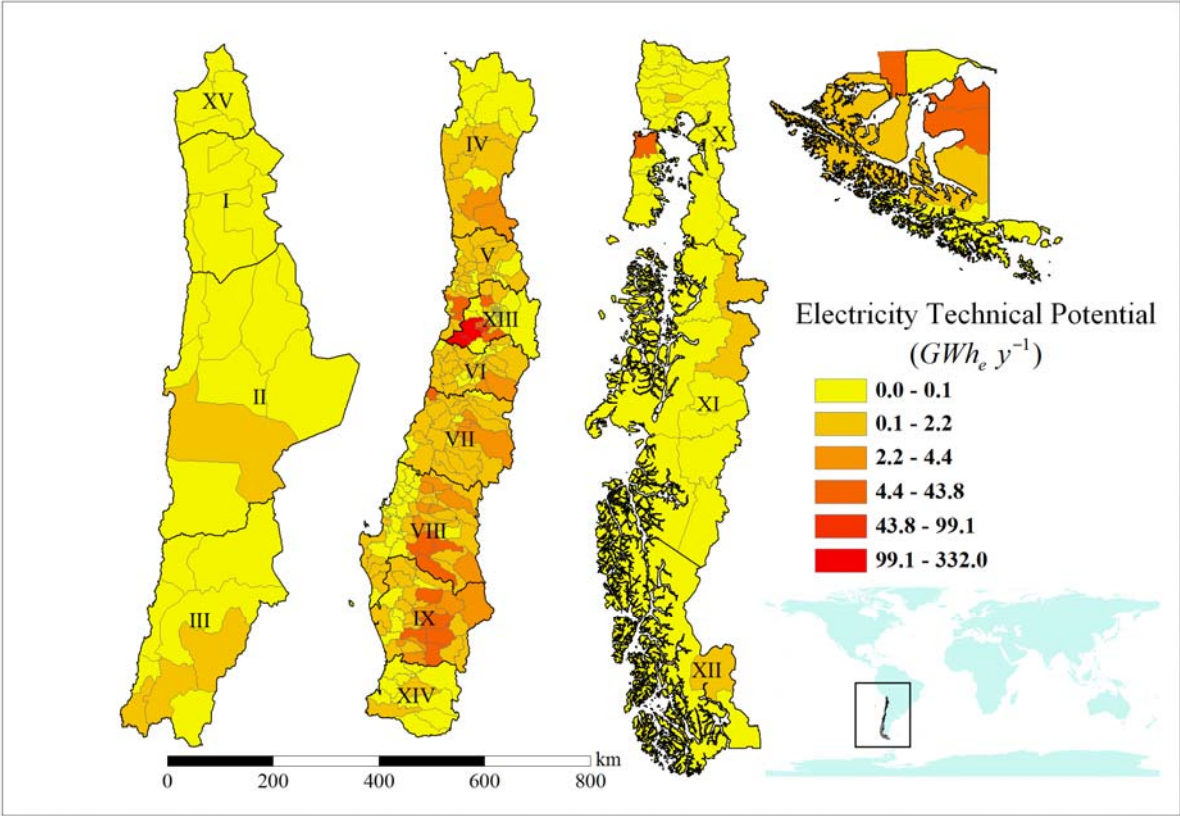 XV
I
II
III
IV
V
XIII
VI
VII
VIII
IX
XIV
X
XI
XII
Electricity Technical Potential
(GWhₑ y⁻¹)
0.0 - 0.1
0.1 - 2.2
2.2 - 4.4
4.4 - 43.8
43.8 - 99.1
99.1 - 332.0
km
0 200 400 600 800